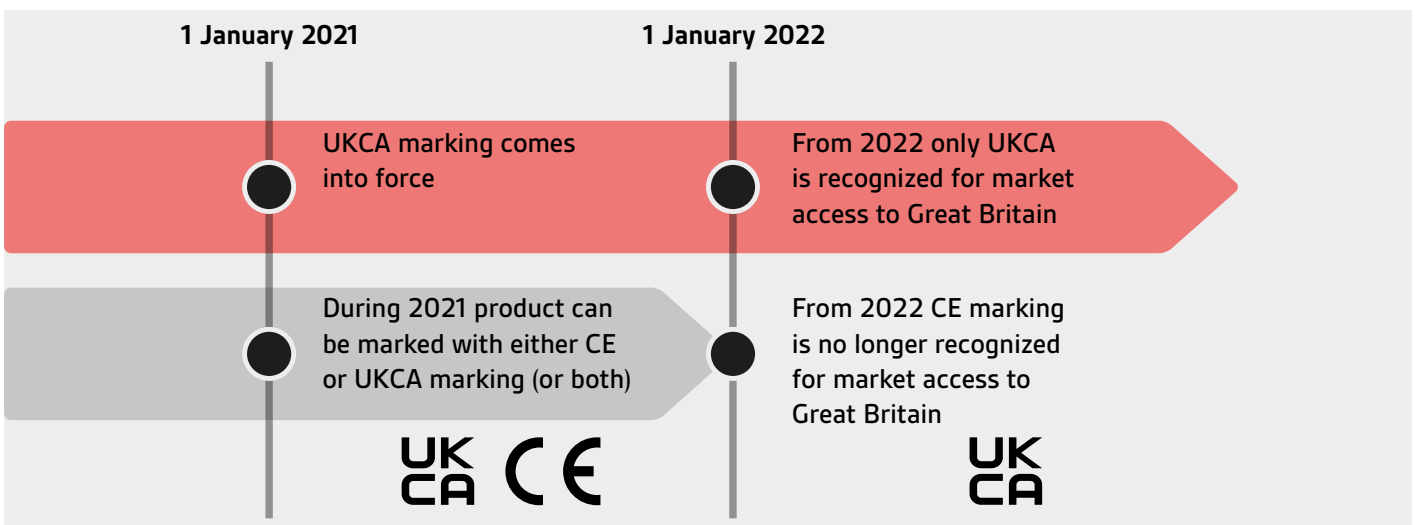 1 January 2021
1 January 2022
UKCA marking comes
into force
From 2022 only UKCA
is recognized for market
access to Great Britain
During 2021 product can
be marked with either CE
or UKCA marking (or both)
From 2022 CE marking
is no longer recognized
for market access to
Great Britain
UK
CA
CE
UK
CA